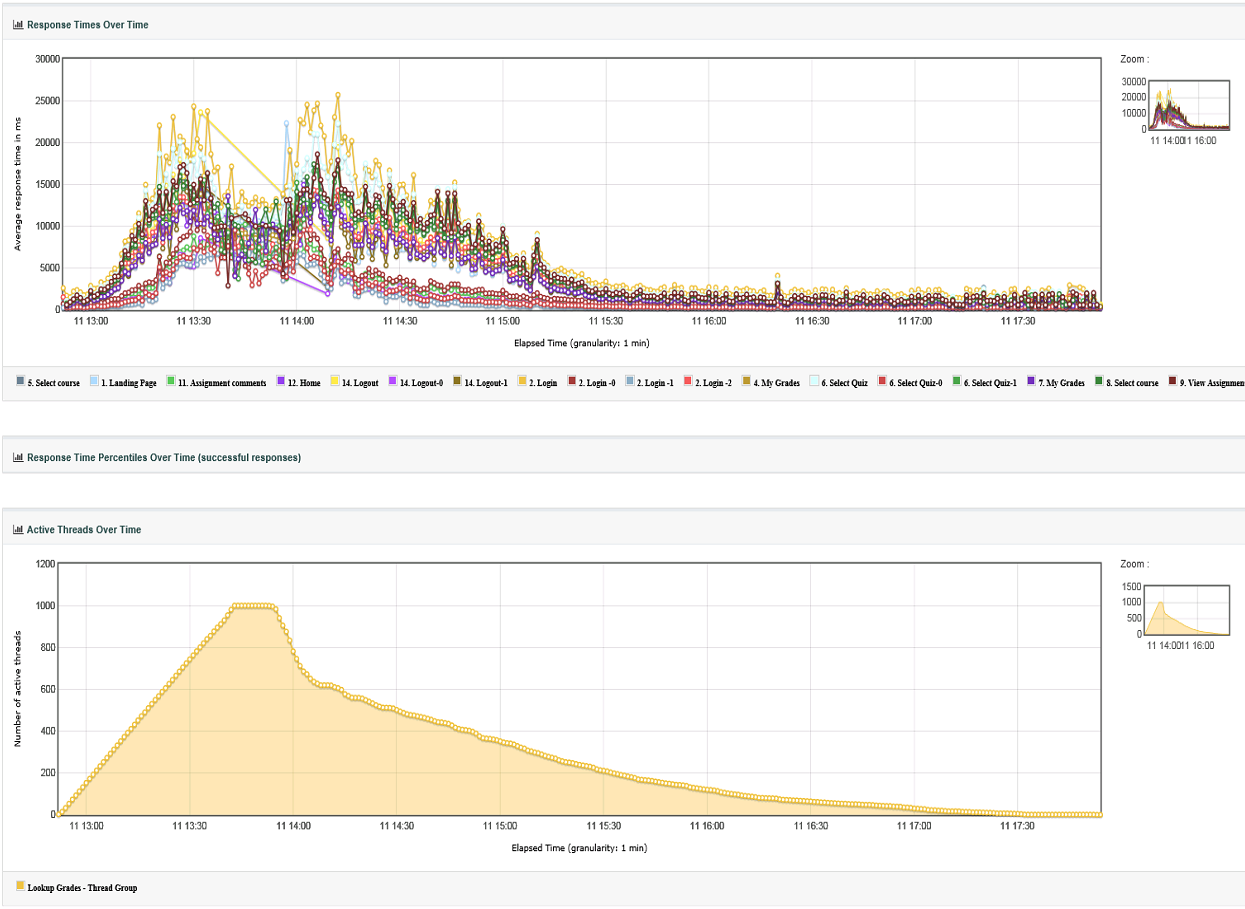 Response Times Over Time
Zoom :
30000
25000
20000
15000
10000
5000
0
Average response time in ms
11 13:00 11 13:30 11 14:00 11 14:30 11 15:00 11 15:30 11 16:00 11 16:30 11 17:00 11 17:30
Elapsed Time (granularity: 1 min)
30000
20000
10000
0
11 14:00 11 16:00
5. Select course 1. Landing Page 11. Assignment comments 12. Home 14. Logout 14. Logout-0 14. Logout-1 2. Login 2. Login -0 2. Login -1 2. Login -2 4. My Grades 6. Select Quiz 6. Select Quiz-0 6. Select Quiz-1 7. My Grades 8. Select course 9. View Assignmen
Response Time Percentiles Over Time (successful responses)
Active Threads Over Time
Zoom :
1200
1000
800
600
400
200
0
Number of active threads
11 13:00 11 13:30 11 14:00 11 14:30 11 15:00 11 15:30 11 16:00 11 16:30 11 17:00 11 17:30
Elapsed Time (granularity: 1 min)
1500
1000
500
0
11 14:00 11 16:00
Lookup Grades - Thread Group